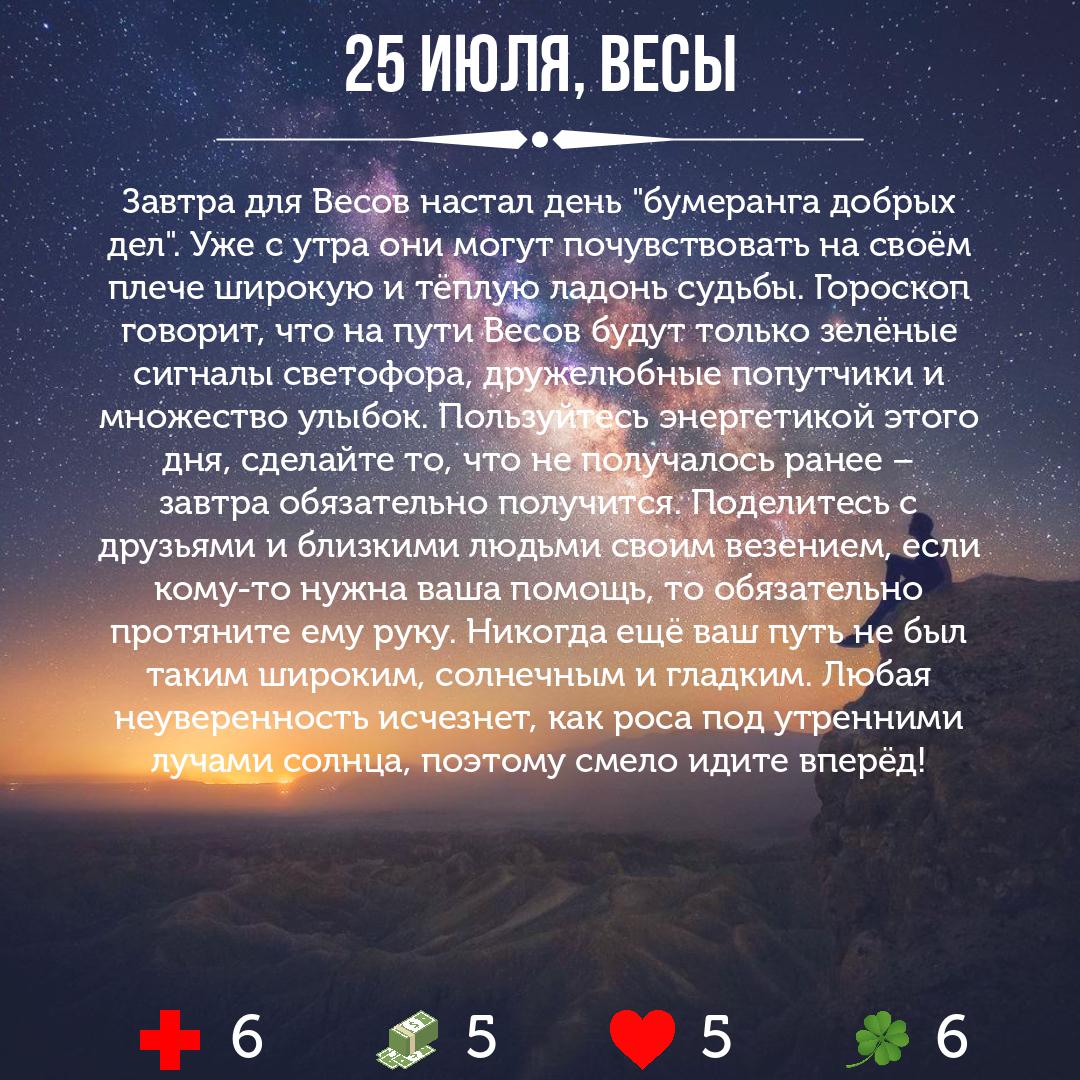 25 ИЮЛЯ, ВЕСЫ
Завтра для Весов настал день "бумеранга добрых
дел". Уже с утра они могут почувствовать на своём
плече широкую и тёплую ладонь судьбы. Гороскоп
говорит, что на пути Весов будут только зелёные
сигналы светофора, дружелюбные попутчики и
множество улыбок. Пользуйтесь энергетикой этого
дня, сделайте то, что не получалось ранее –
завтра обязательно получится. Поделитесь с
друзьями и близкими людьми своим везением, если
кому-то нужна ваша помощь, то обязательно
протяните ему руку. Никогда ещё ваш путь не был
таким широким, солнечным и гладким. Любая
неуверенность исчезнет, как роса под утренними
лучами солнца, поэтому смело идите вперёд!
6 5 5 6